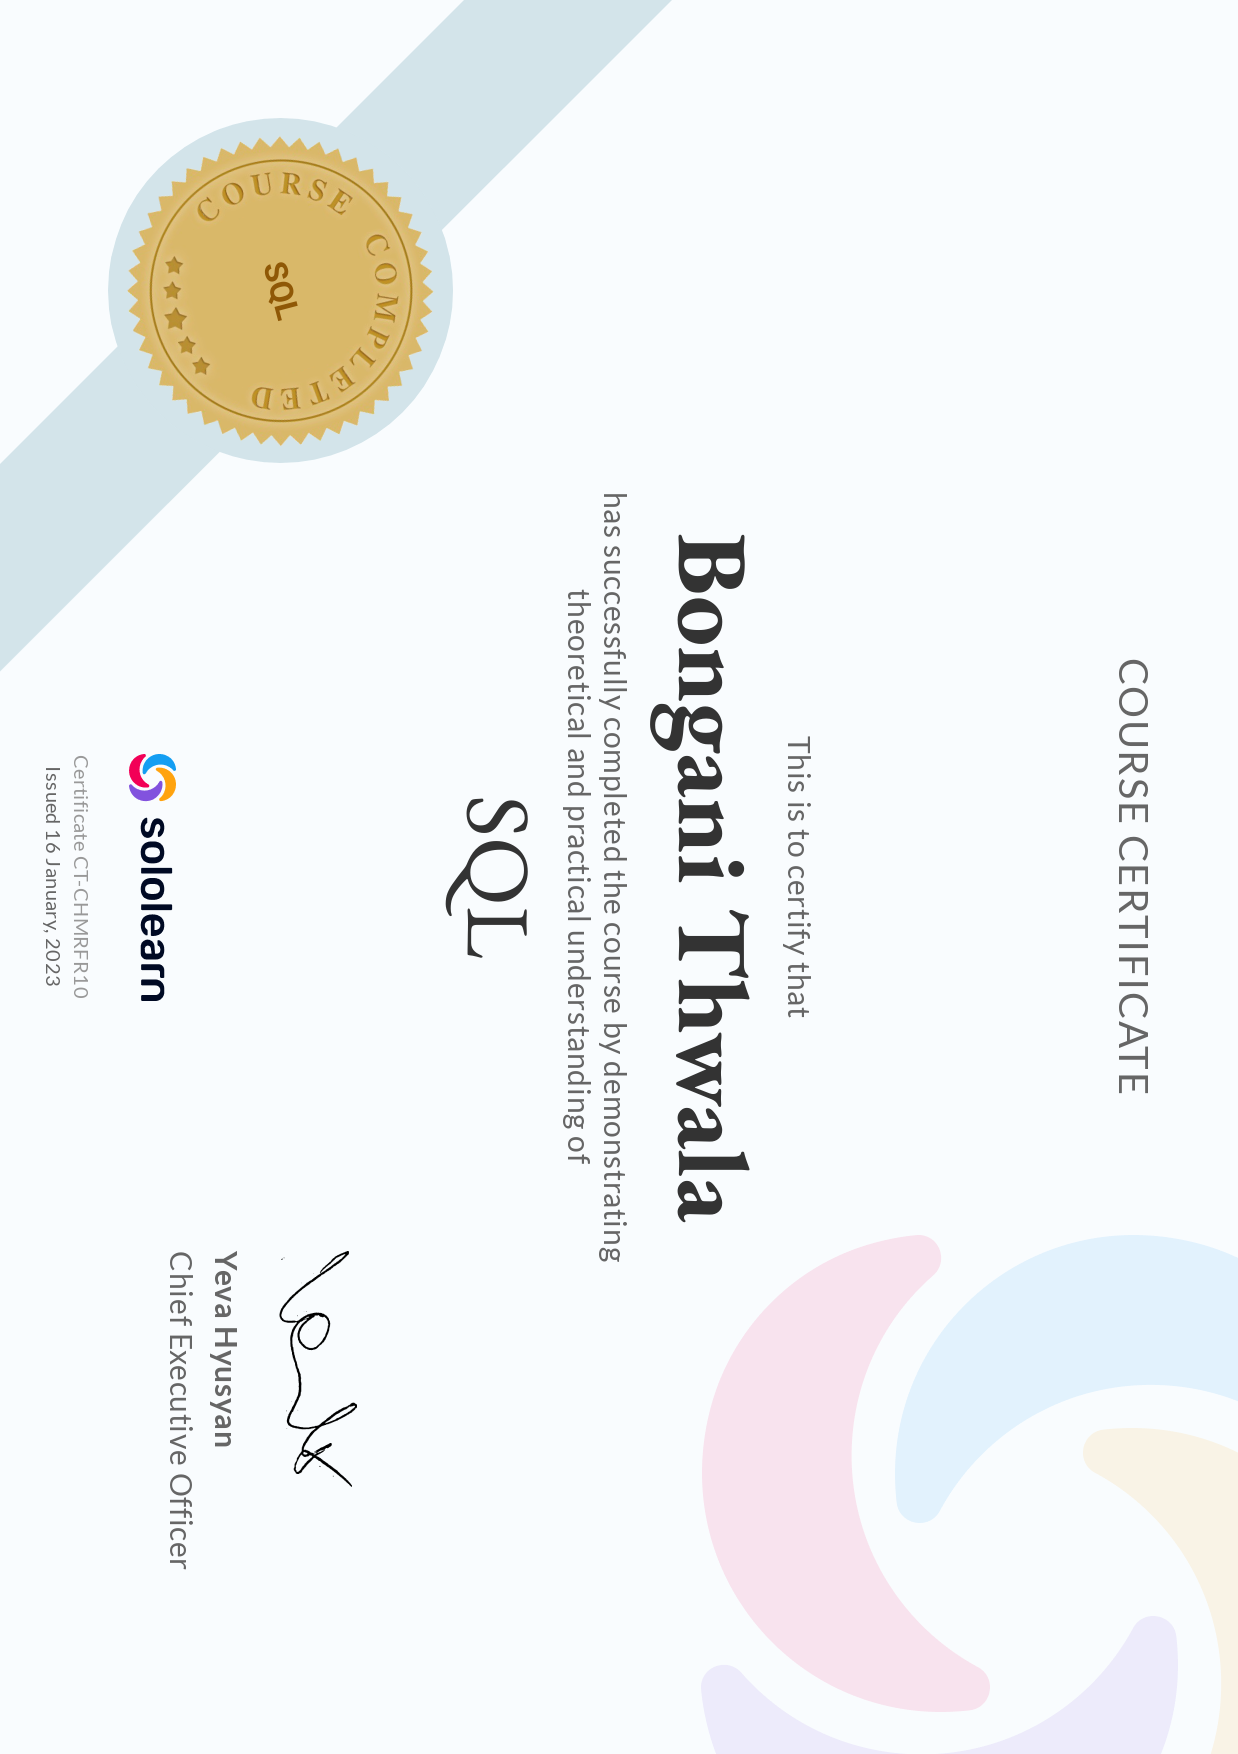 COURSE CERTIFICATE
This is to certify that
Bongani Thwala
has successfully completed the course by demonstrating
theoretical and practical understanding of
SQL
COURSE COMPLETED
SQL
Yeva Hyusyan
Chief Executive Officer
sololearn
Certificate CT-CHMRFR10
Issued 16 January, 2023